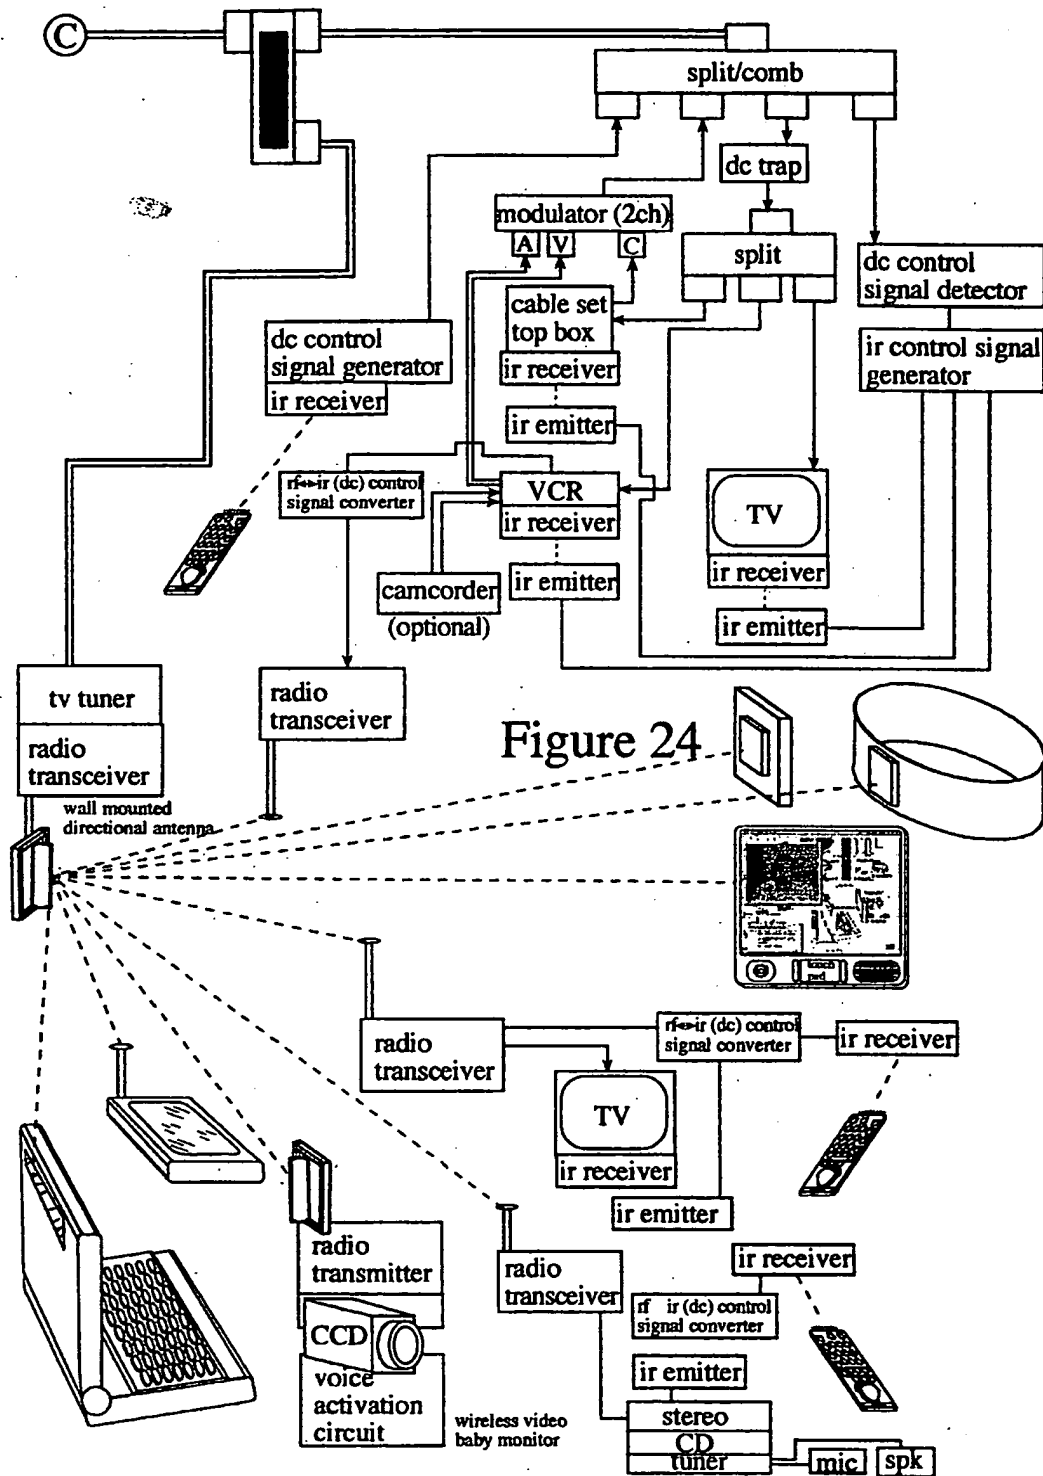 C
split/comb
dc trap
modulator (2ch)
A V C
split
dc control
signal detector
cable set
top box
ir receiver
dc control
signal generator
ir receiver
ir control signal
generator
ir emitter
rf↔ir (dc) control
signal converter
VCR
ir receiver
TV
ir receiver
ir emitter
camcorder
(optional)
ir emitter
tv tuner
radio
transceiver
radio
transceiver
Figure 24
wall mounted
directional antenna
touch
pad
radio
transceiver
rf↔ir (dc) control
signal converter
ir receiver
TV
ir receiver
ir emitter
radio
transmitter
CCD
voice
activation
circuit
wireless video
baby monitor
radio
transceiver
ir receiver
rf ir (dc) control
signal converter
ir emitter
stereo
CD
tuner
mic
spk